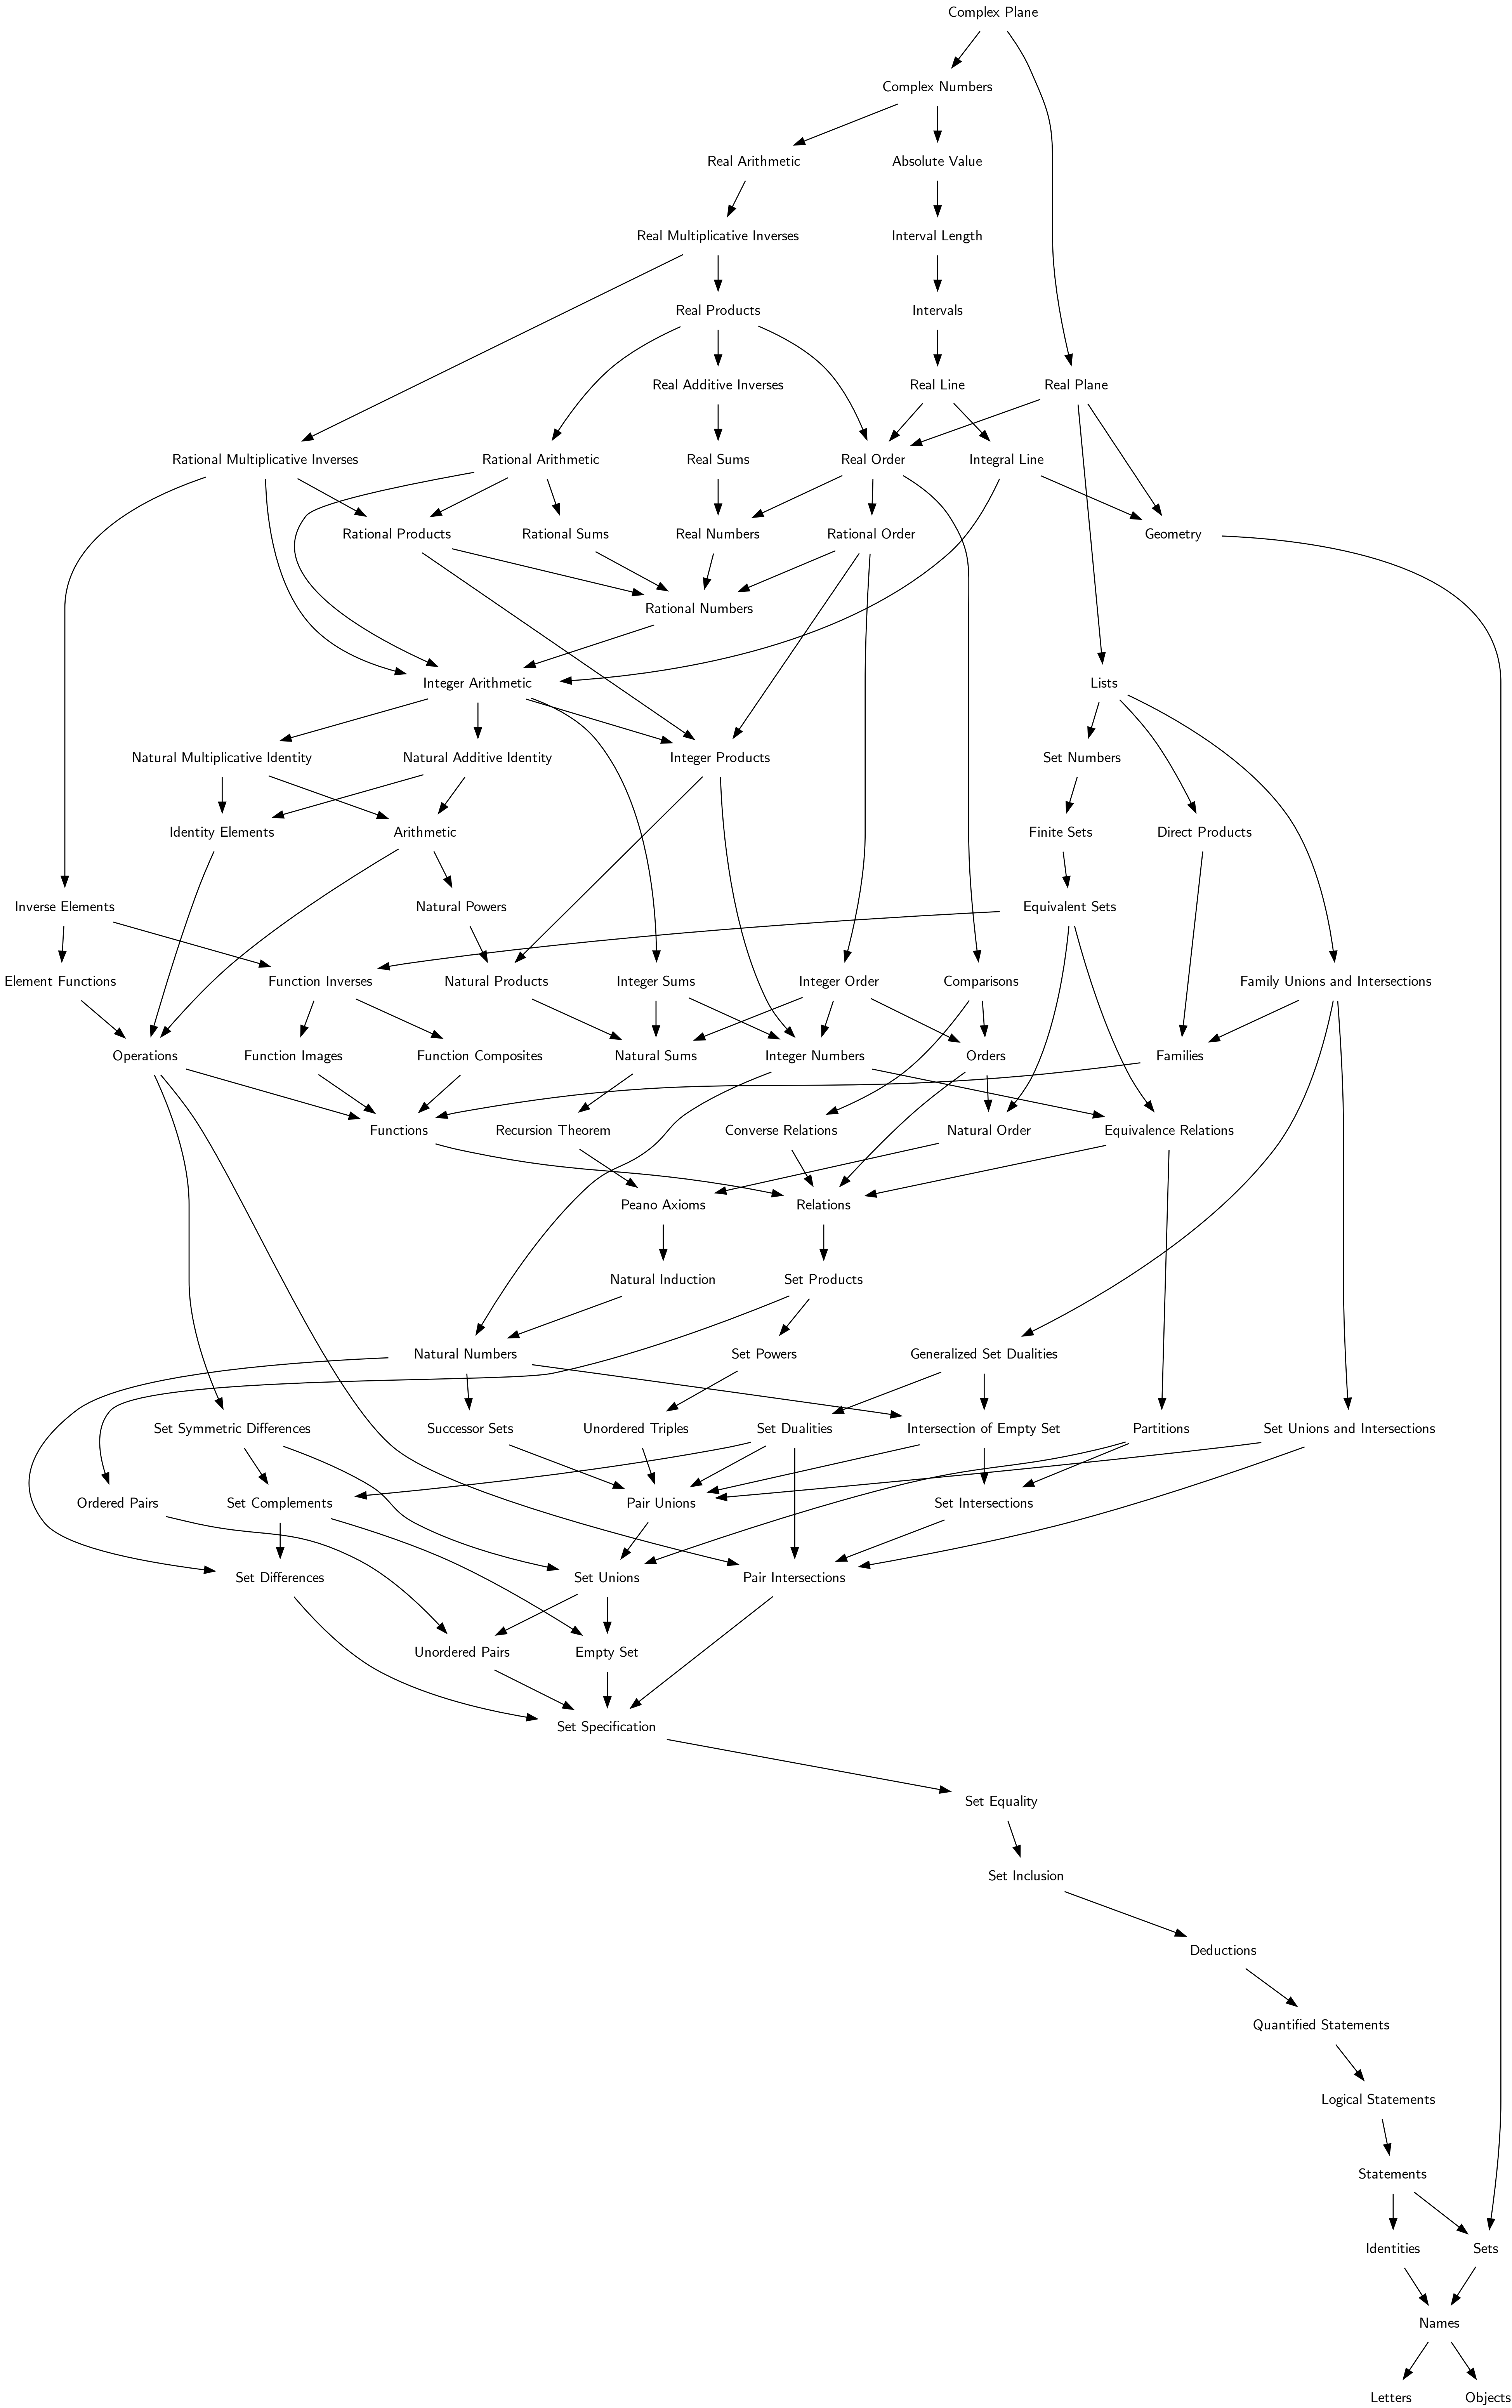 Complex Plane
Complex Numbers
Real Arithmetic
Absolute Value
Real Multiplicative Inverses
Interval Length
Real Products
Intervals
Real Additive Inverses
Real Line
Real Plane
Rational Multiplicative Inverses
Rational Arithmetic
Real Sums
Real Order
Integral Line
Rational Products
Rational Sums
Real Numbers
Rational Order
Geometry
Rational Numbers
Integer Arithmetic
Lists
Natural Multiplicative Identity
Natural Additive Identity
Integer Products
Set Numbers
Identity Elements
Arithmetic
Finite Sets
Direct Products
Inverse Elements
Natural Powers
Equivalent Sets
Element Functions
Function Inverses
Natural Products
Integer Sums
Integer Order
Comparisons
Family Unions and Intersections
Operations
Function Images
Function Composites
Natural Sums
Integer Numbers
Orders
Families
Functions
Recursion Theorem
Converse Relations
Natural Order
Equivalence Relations
Peano Axioms
Relations
Natural Induction
Set Products
Natural Numbers
Set Powers
Generalized Set Dualities
Set Symmetric Differences
Successor Sets
Unordered Triples
Set Dualities
Intersection of Empty Set
Partitions
Set Unions and Intersections
Ordered Pairs
Set Complements
Pair Unions
Set Intersections
Set Differences
Set Unions
Pair Intersections
Unordered Pairs
Empty Set
Set Specification
Set Equality
Set Inclusion
Deductions
Quantified Statements
Logical Statements
Statements
Identities
Sets
Names
Letters
Objects